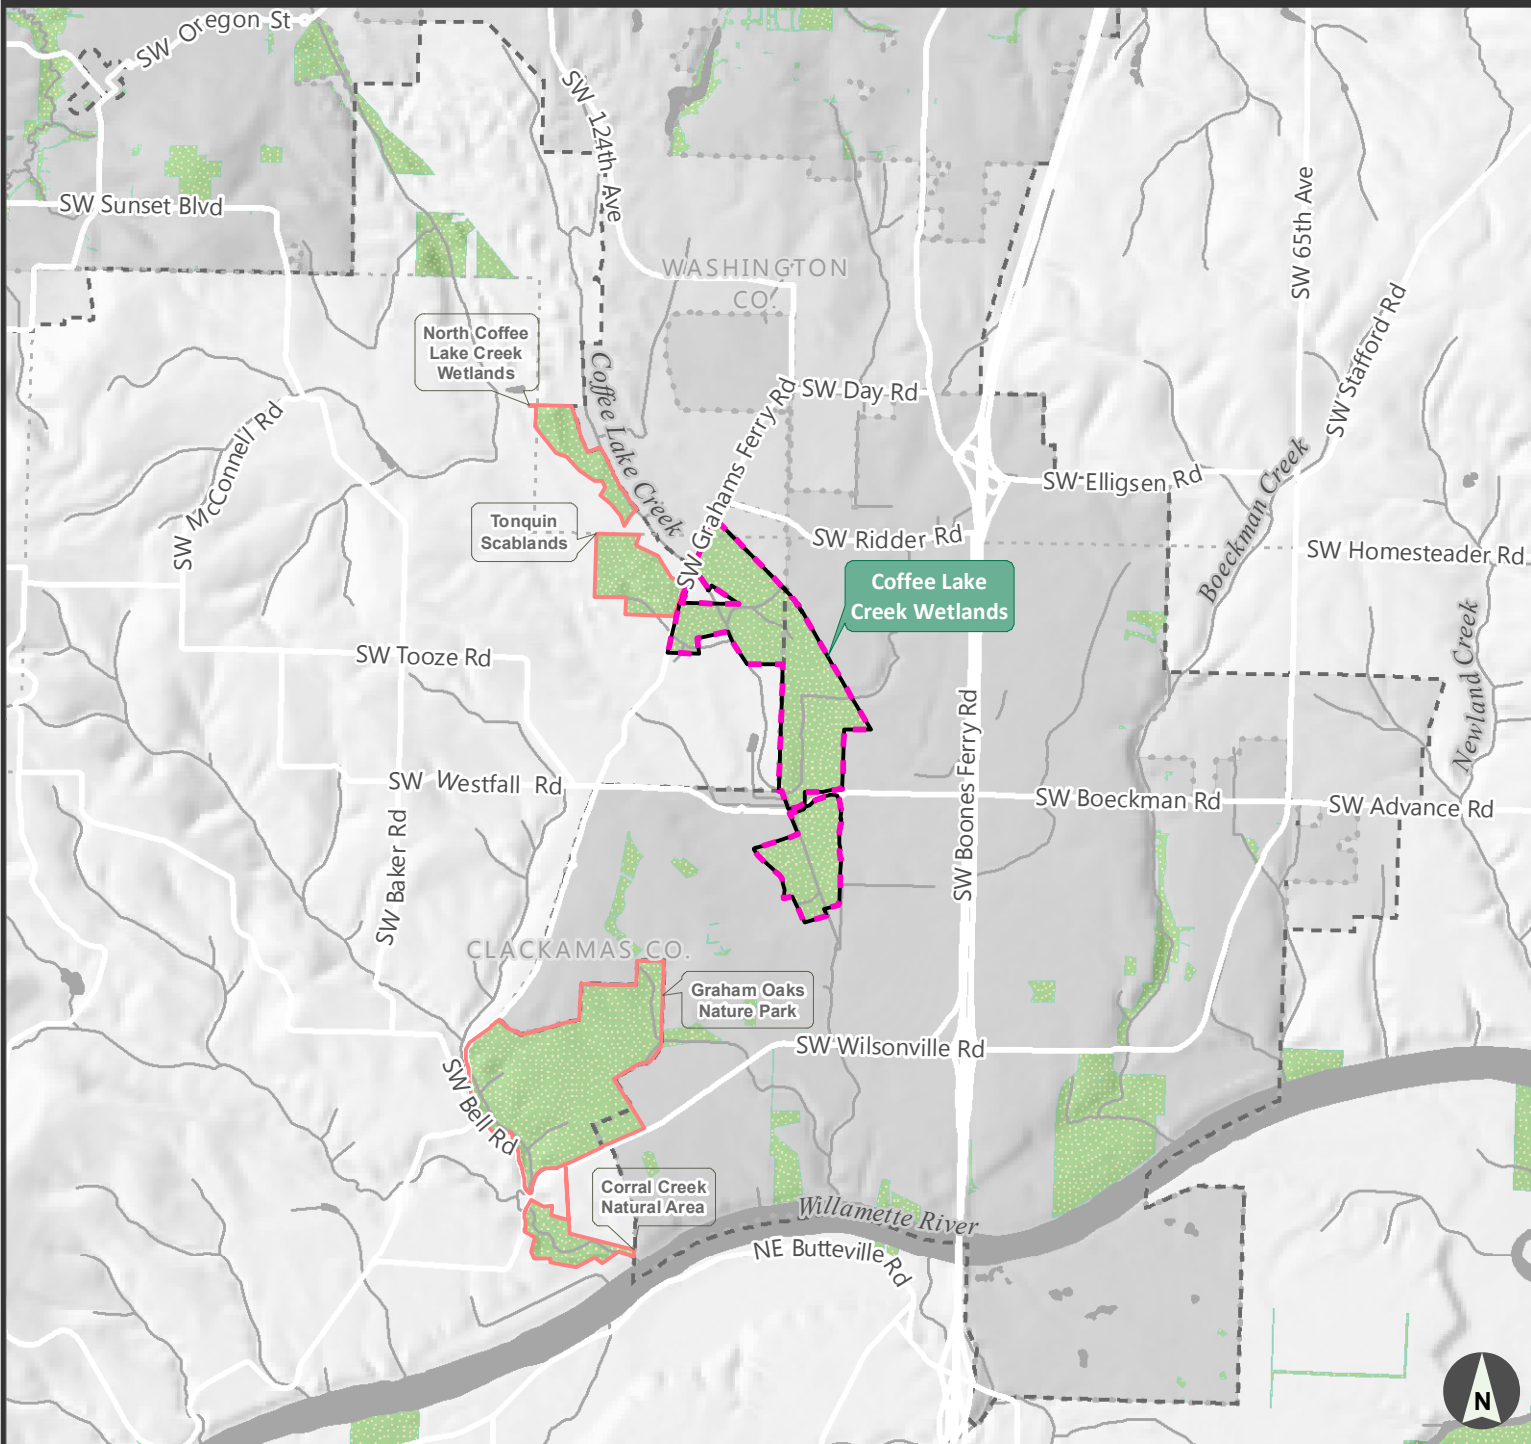 SW Oregon St
SW 124th Ave
SW Sunset Blvd
SW 65th Ave
WASHINGTON
CO.
North Coffee
Lake Creek
Wetlands
Coffee Lake Creek
SW Day Rd
SW Stafford Rd
SW McConnell Rd
SW Grahams Ferry Rd
SW Elligsen Rd
Boeckman Creek
Tonquin
Scablands
SW Ridder Rd
SW Homesteader Rd
Coffee Lake
Creek Wetlands
Newland Creek
SW Tooze Rd
SW Boones Ferry Rd
SW Westfall Rd
SW Boeckman Rd
SW Advance Rd
SW Baker Rd
CLACKAMAS CO.
Graham Oaks
Nature Park
SW Wilsonville Rd
SW Bell Rd
Corral Creek
Natural Area
Willamette River
NE Butteville Rd
N